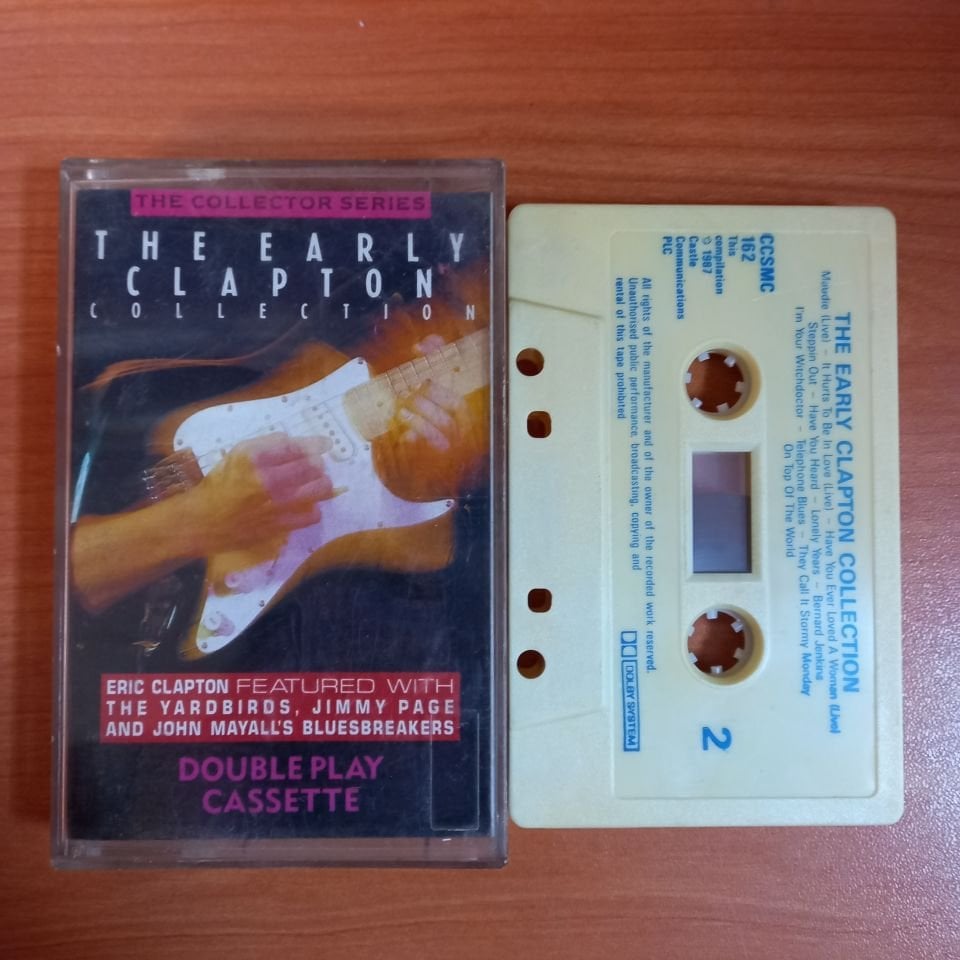 THE COLLECTOR SERIES
THE EARLY
CLAPTON
COLLECTION
ERIC CLAPTON FEATURED WITH
THE YARDBIRDS, JIMMY PAGE
AND JOHN MAYALL'S BLUESBREAKERS
DOUBLE PLAY
CASSETTE
THE EARLY CLAPTON COLLECTION
Maudie (Live) – It Hurts To Be In Love (Live) – Have You Ever Loved A Woman (Live)
Steppin Out – Have You Heard – Lonely Years – Bernard Jenkins
I'm Your Witchdoctor – Telephone Blues – They Call It Stormy Monday
On Top Of The World
CCSMC
162
This
compilation
℗ 1987
Castle
Communications
PLC
All rights of the manufacturer and of the owner of the recorded work reserved.
Unauthorised public performance, broadcasting, copying and
rental of this tape prohibited
DOLBY SYSTEM
2